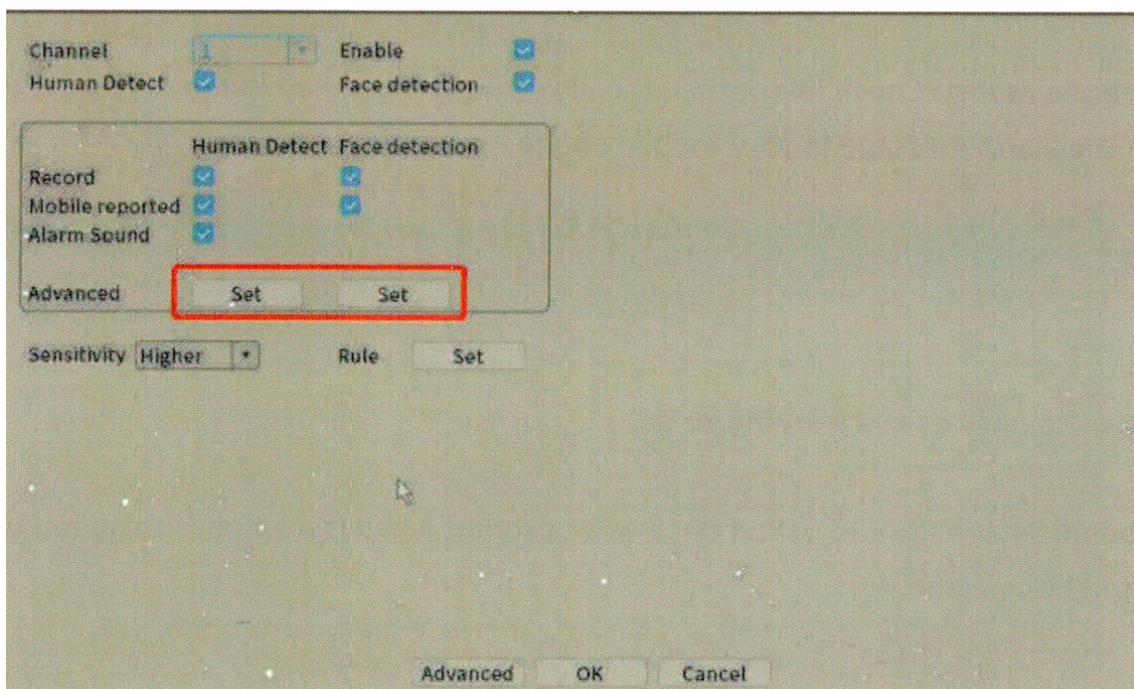 Channel 1 Enable
Human Detect Face detection
Human Detect Face detection
Record
Mobile reported
Alarm Sound
Advanced Set Set
Sensitivity Higher Rule Set
Advanced OK Cancel